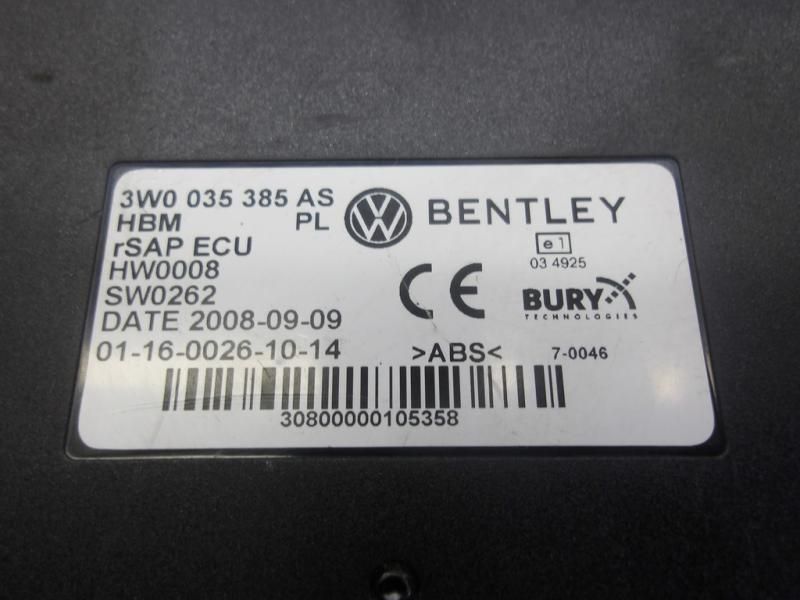 3W0 035 385 AS
HBM PL
BENTLEY
rSAP ECU
e1
03 4925
HW0008
CE
SW0262
BURY
TECHNOLOGIES
DATE 2008-09-09
01-16-0026-10-14 >ABS< 7-0046
30800000105358